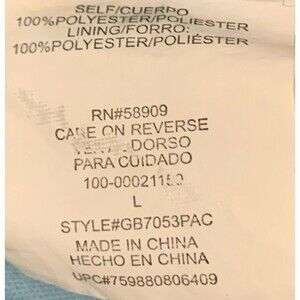 SELF/CUERPO
100%POLYESTER/POLIESTER
LINING/FORRO:
100%POLYESTER/POLIESTER
RN#58909
CARE ON REVERSE
DORSO
PARA CUIDADO
L
STYLE#GB7053PAC
MADE IN CHINA
HECHO EN CHINA
UPC#759880806409